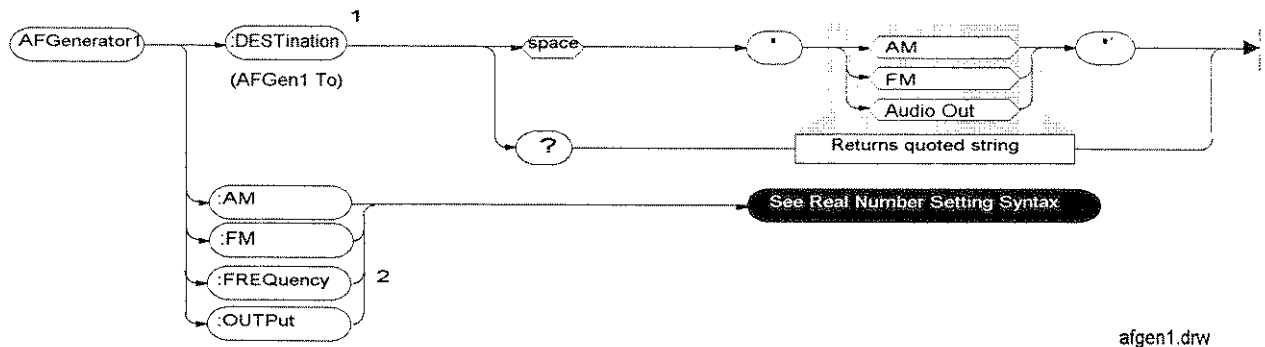 1
AFGenerator1
:DESTination
space
'
AM
'
(AFGen1 To)
FM
Audio Out
?
Returns quoted string
:AM
See Real Number Setting Syntax
:FM
:FREQuency
2
:OUTPut
afgen1.drw